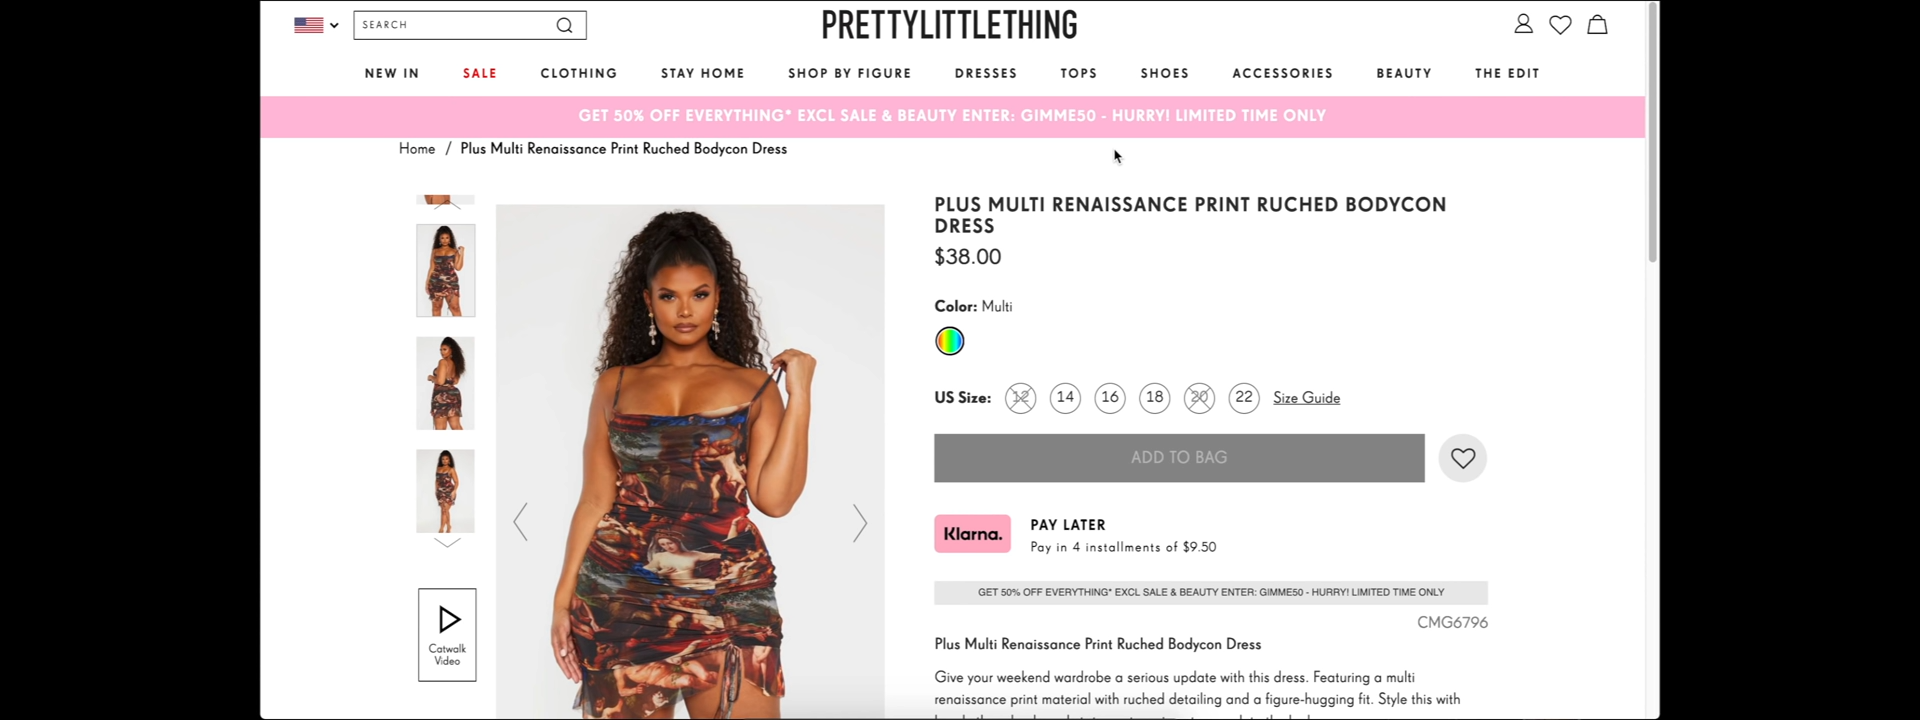 SEARCH
PRETTYLITTLETHING
NEW IN
SALE
CLOTHING
STAY HOME
SHOP BY FIGURE
DRESSES
TOPS
SHOES
ACCESSORIES
BEAUTY
THE EDIT
GET 50% OFF EVERYTHING* EXCL SALE & BEAUTY ENTER: GIMME50 - HURRY! LIMITED TIME ONLY
Home / Plus Multi Renaissance Print Ruched Bodycon Dress
PLUS MULTI RENAISSANCE PRINT RUCHED BODYCON
DRESS
$38.00
Color: Multi
US Size: 12 14 16 18 20 22 Size Guide
ADD TO BAG
Klarna.
PAY LATER
Pay in 4 installments of $9.50
GET 50% OFF EVERYTHING* EXCL SALE & BEAUTY ENTER: GIMME50 - HURRY! LIMITED TIME ONLY
CMG6796
Plus Multi Renaissance Print Ruched Bodycon Dress
Give your weekend wardrobe a serious update with this dress. Featuring a multi
renaissance print material with ruched detailing and a figure-hugging fit. Style this with
Catwalk
Video